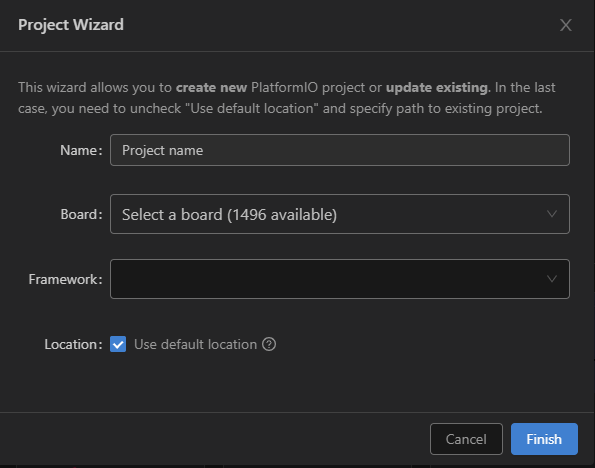 Project Wizard
This wizard allows you to create new PlatformIO project or update existing. In the last
case, you need to uncheck "Use default location" and specify path to existing project.
Name: Project name
Board: Select a board (1496 available)
Framework:
Location: Use default location
Cancel Finish